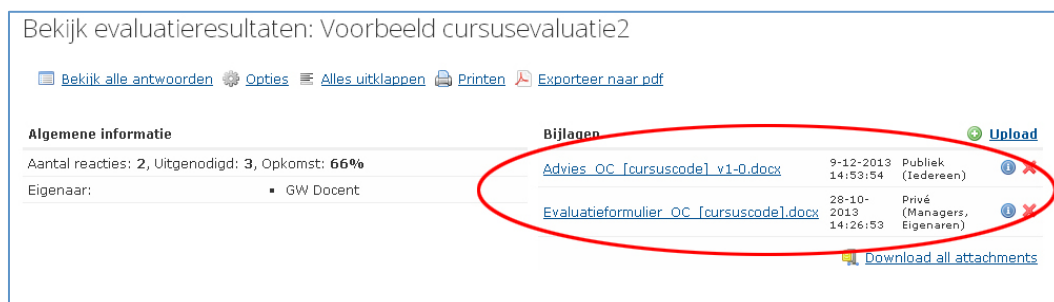 Bekijk evaluatieresultaten: Voorbeeld cursusevaluatie2
Bekijk alle antwoorden Opties Alles uitklappen Printen Exporteer naar pdf
Algemene informatie
Aantal reacties: 2, Uitgenodigd: 3, Opkomst: 66%
Eigenaar: ▪ GW Docent
Bijlagen Upload
Advies_OC_[cursuscode]_v1-0.docx
9-12-2013
14:53:54
Publiek
(Iedereen)
Evaluatieformulier_OC_[cursuscode].docx
28-10-
2013
14:26:53
Privé
(Managers,
Eigenaren)
Download all attachments